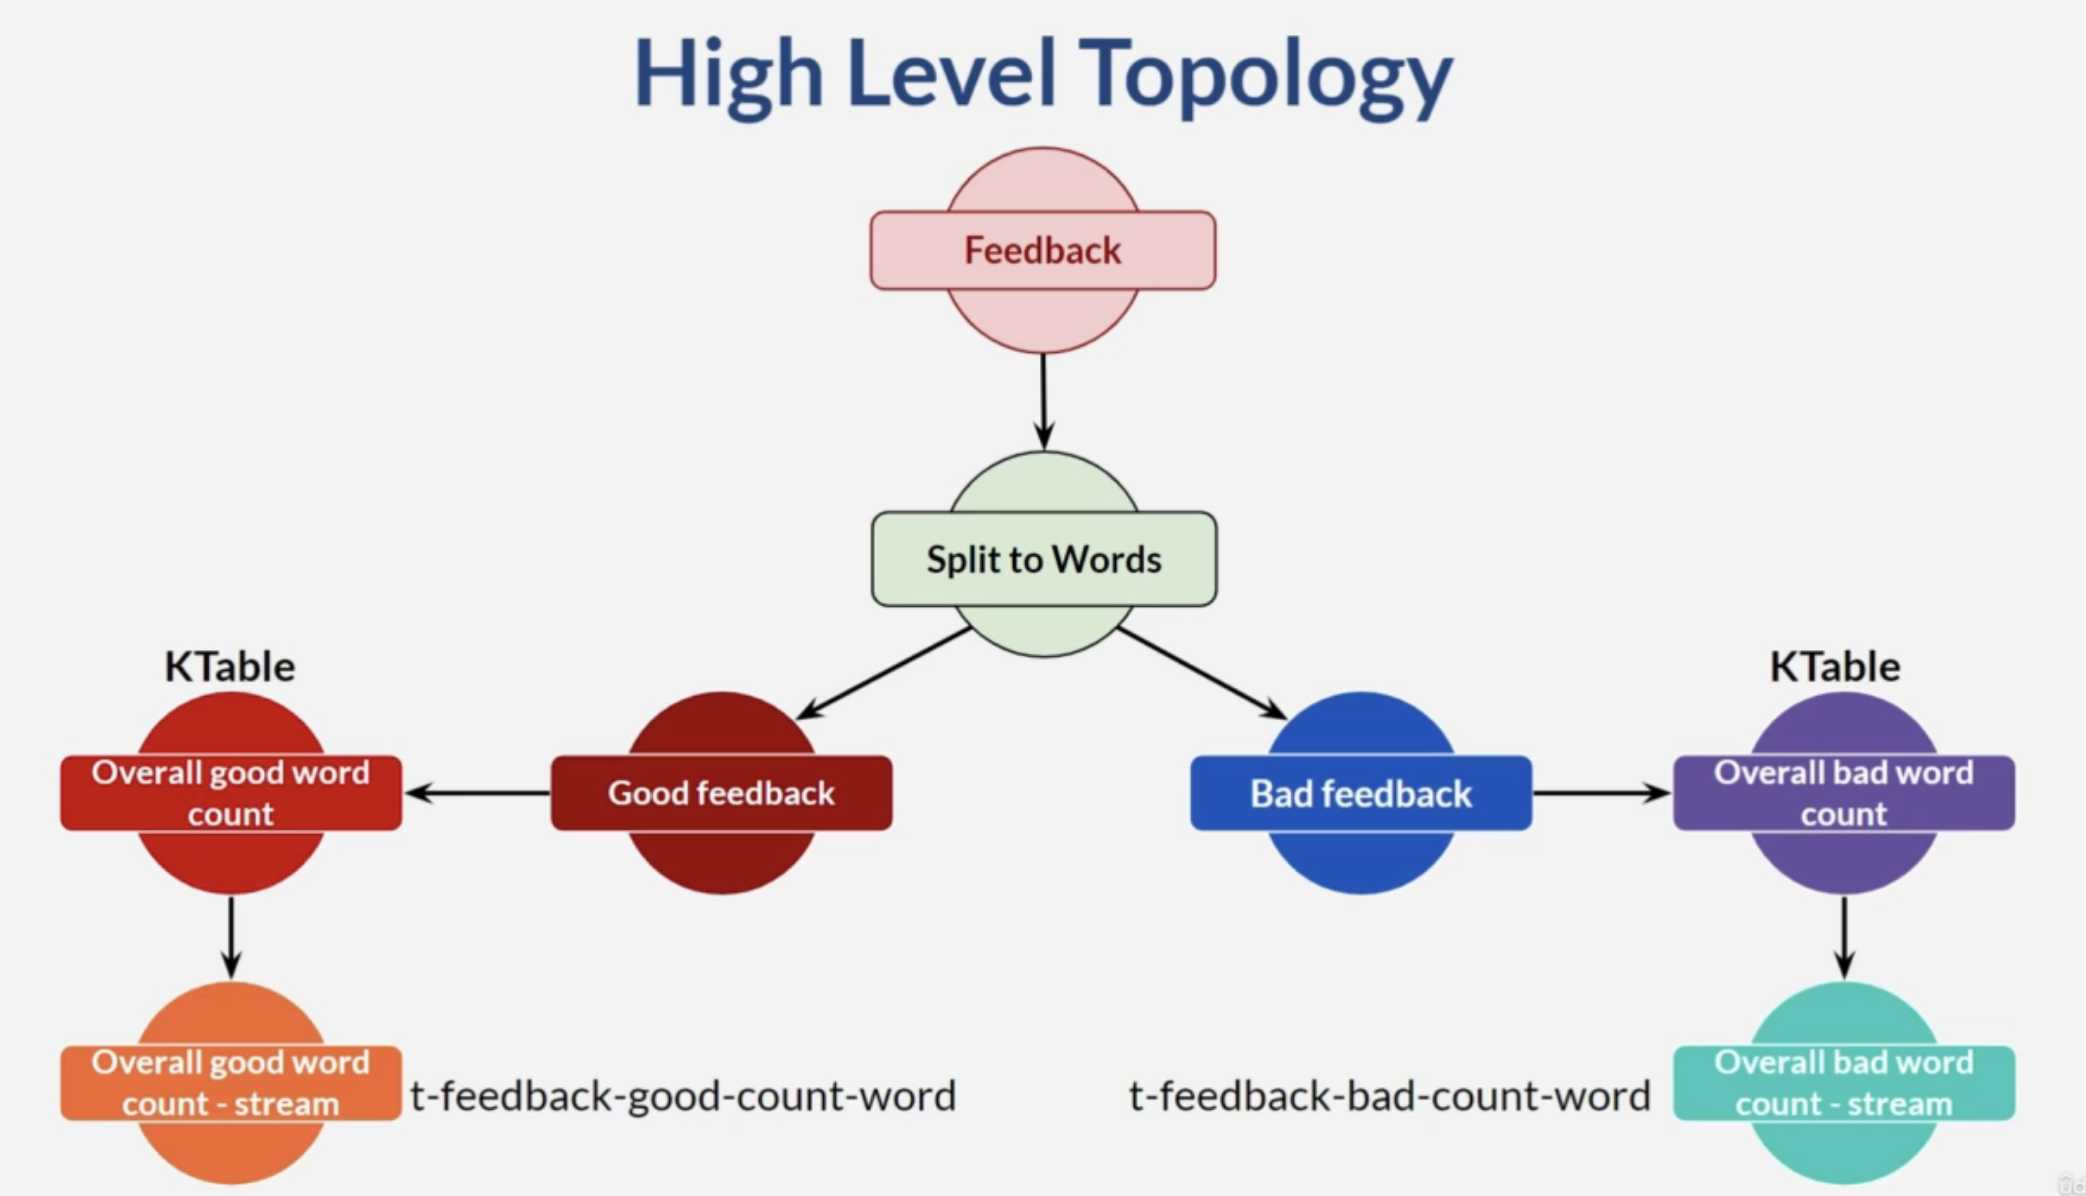 High Level Topology
Feedback
Split to Words
KTable
KTable
Overall good word
count
Good feedback
Bad feedback
Overall bad word
count
Overall good word
count - stream
t-feedback-good-count-word
t-feedback-bad-count-word
Overall bad word
count - stream